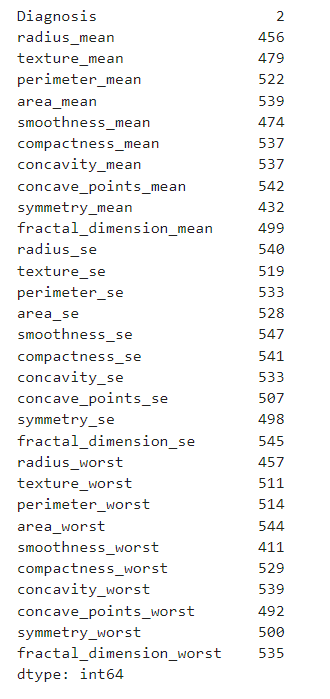 Diagnosis 2
radius_mean 456
texture_mean 479
perimeter_mean 522
area_mean 539
smoothness_mean 474
compactness_mean 537
concavity_mean 537
concave_points_mean 542
symmetry_mean 432
fractal_dimension_mean 499
radius_se 540
texture_se 519
perimeter_se 533
area_se 528
smoothness_se 547
compactness_se 541
concavity_se 533
concave_points_se 507
symmetry_se 498
fractal_dimension_se 545
radius_worst 457
texture_worst 511
perimeter_worst 514
area_worst 544
smoothness_worst 411
compactness_worst 529
concavity_worst 539
concave_points_worst 492
symmetry_worst 500
fractal_dimension_worst 535
dtype: int64